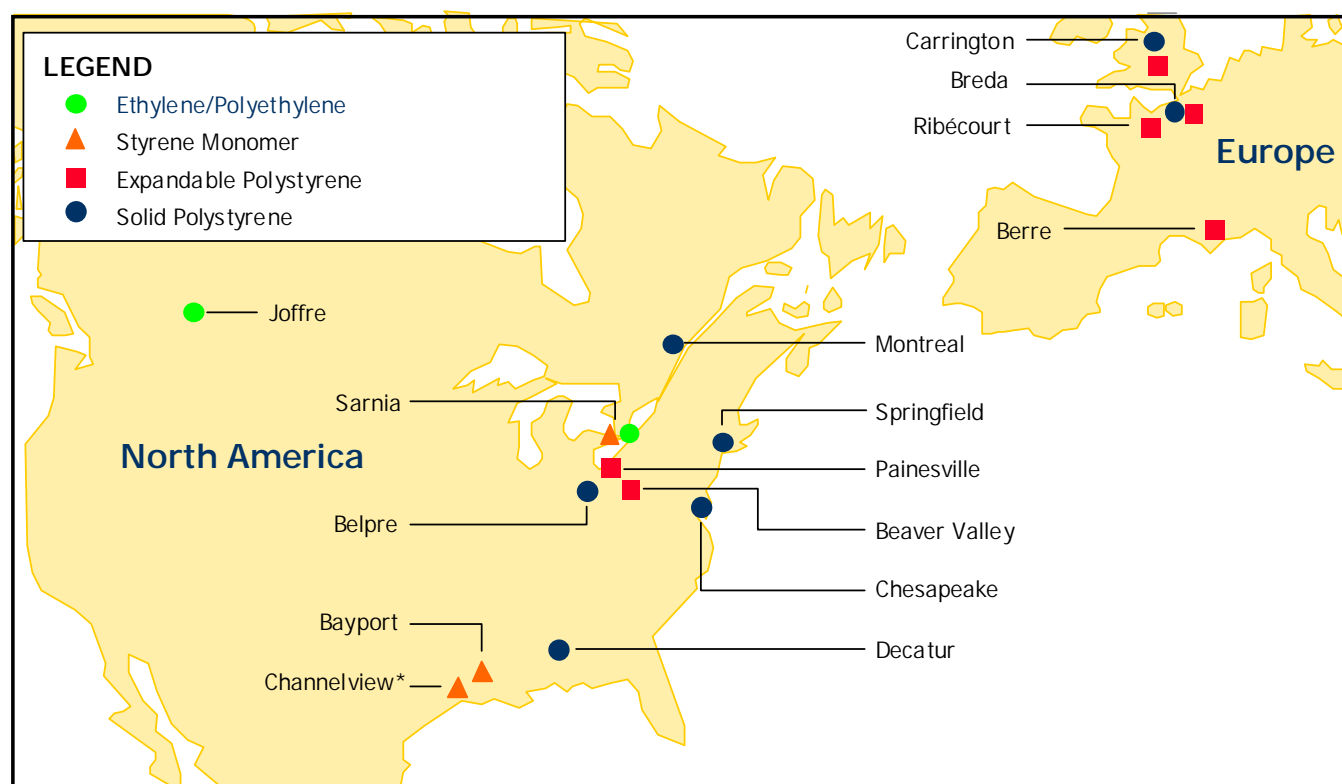 LEGEND
Ethylene/Polyethylene
Styrene Monomer
Expandable Polystyrene
Solid Polystyrene
Carrington
Breda
Ribécourt
Europe
Berre
Joffre
Montreal
Sarnia
Springfield
North America
Painesville
Belpre
Beaver Valley
Chesapeake
Bayport
Decatur
Channelview*